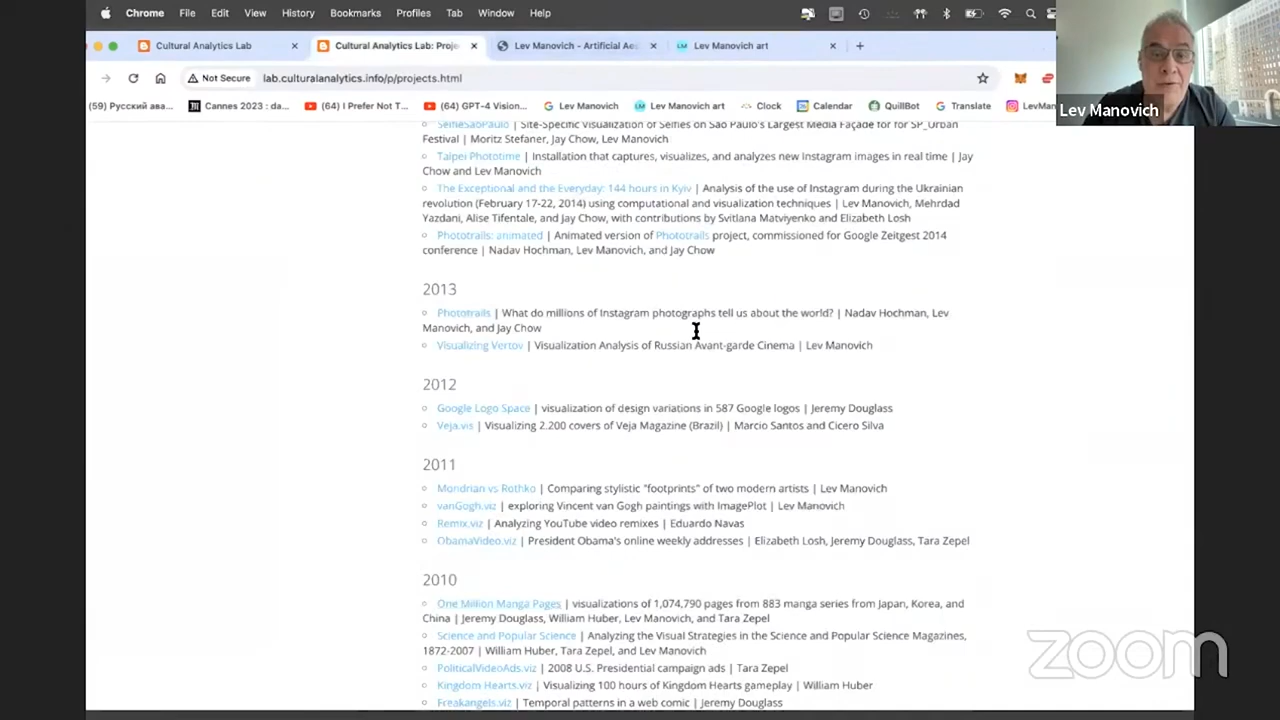 Chrome File Edit View History Bookmarks Profiles Tab Window Help
Cultural Analytics Lab
Cultural Analytics Lab: Proje
Lev Manovich - Artificial Aes
LM Lev Manovich art
Not Secure lab.culturalanalytics.info/p/projects.html
(59) Русский ава...
Cannes 2023 : da...
(64) I Prefer Not T...
(64) GPT-4 Vision...
Lev Manovich
LM Lev Manovich art
Clock
Calendar
QuillBot
Translate
LevMan
Lev Manovich
SelfieSaoPaulo | Site-Specific Visualization of Selfies on Sao Paulo's Largest Media Façade for for SP_Urban
Festival | Moritz Stefaner, Jay Chow, Lev Manovich
Taipei Phototime | Installation that captures, visualizes, and analyzes new Instagram images in real time | Jay
Chow and Lev Manovich
The Exceptional and the Everyday: 144 hours in Kyiv | Analysis of the use of Instagram during the Ukrainian
revolution (February 17-22, 2014) using computational and visualization techniques | Lev Manovich, Mehrdad
Yazdani, Alise Tifentale, and Jay Chow, with contributions by Svitlana Matviyenko and Elizabeth Losh
Phototrails: animated | Animated version of Phototrails project, commissioned for Google Zeitgest 2014
conference | Nadav Hochman, Lev Manovich, and Jay Chow
2013
Phototrails | What do millions of Instagram photographs tell us about the world? | Nadav Hochman, Lev
Manovich, and Jay Chow
Visualizing Vertov | Visualization Analysis of Russian Avant-garde Cinema | Lev Manovich
2012
Google Logo Space | visualization of design variations in 587 Google logos | Jeremy Douglass
Veja.vis | Visualizing 2.200 covers of Veja Magazine (Brazil) | Marcio Santos and Cicero Silva
2011
Mondrian vs Rothko | Comparing stylistic "footprints" of two modern artists | Lev Manovich
vanGogh.viz | exploring Vincent van Gogh paintings with ImagePlot | Lev Manovich
Remix.viz | Analyzing YouTube video remixes | Eduardo Navas
ObamaVideo.viz | President Obama's online weekly addresses | Elizabeth Losh, Jeremy Douglass, Tara Zepel
2010
One Million Manga Pages | visualizations of 1,074,790 pages from 883 manga series from Japan, Korea, and
China | Jeremy Douglass, William Huber, Lev Manovich, and Tara Zepel
Science and Popular Science | Analyzing the Visual Strategies in the Science and Popular Science Magazines,
1872-2007 | William Huber, Tara Zepel, and Lev Manovich
PoliticalVideoAds.viz | 2008 U.S. Presidential campaign ads | Tara Zepel
Kingdom Hearts.viz | Visualizing 100 hours of Kingdom Hearts gameplay | William Huber
Freakangels.viz | Temporal patterns in a web comic | Jeremy Douglass
zoom